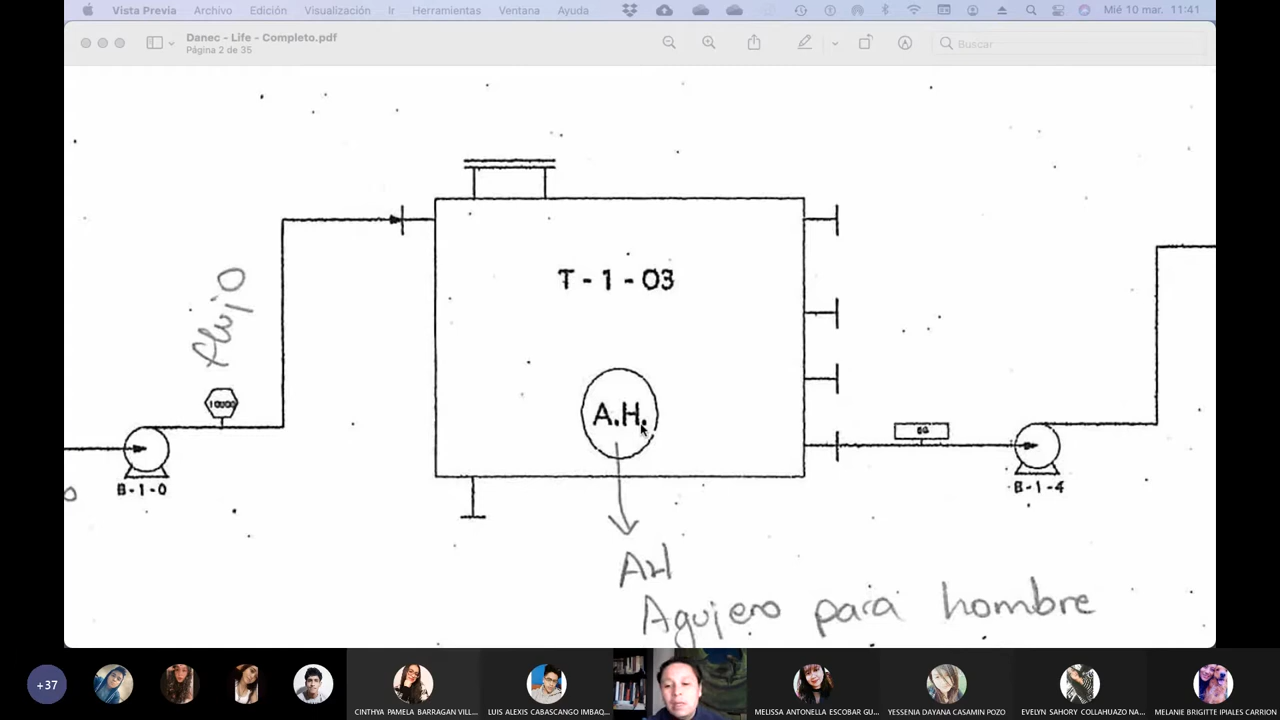 Vista Previa Archivo Edición Visualización Ir Herramientas Ventana Ayuda Mié 10 mar. 11:41
Danec - Life - Completo.pdf
Página 2 de 35
Buscar
T - 1 - 03
flujo
10000
A.H.
B-1-0
B-1-4
AH
Agujero para hombre
+37
CINTHYA PAMELA BARRAGAN VILL...
LUIS ALEXIS CABASCANGO IMBAQ...
MELISSA ANTONELLA ESCOBAR GU...
YESSENIA DAYANA CASAMIN POZO
EVELYN SAHORY COLLAHUAZO NA...
MELANIE BRIGITTE IPIALES CARRION